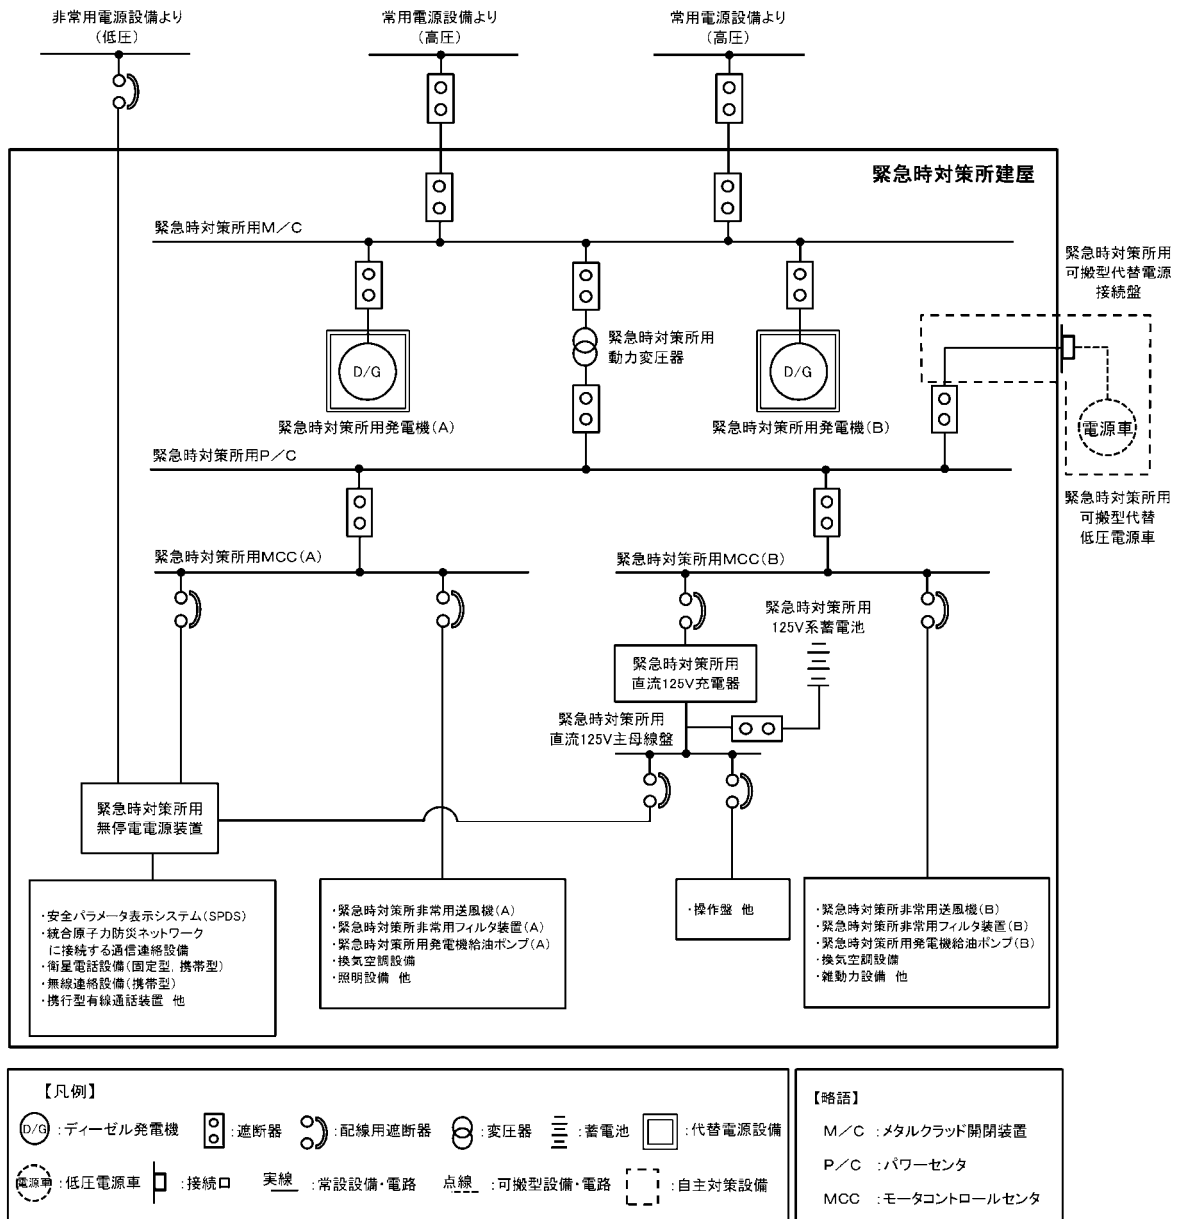 非常用電源設備より
(低圧)
常用電源設備より
(高圧)
常用電源設備より
(高圧)
緊急時対策所建屋
緊急時対策所用M/C
緊急時対策所用
可搬型代替電源
接続盤
緊急時対策所用
動力変圧器
D/G
D/G
緊急時対策所用発電機(A)
緊急時対策所用発電機(B)
電源車
緊急時対策所用P/C
緊急時対策所用
可搬型代替
低圧電源車
緊急時対策所用MCC(A)
緊急時対策所用MCC(B)
緊急時対策所用
125V系蓄電池
緊急時対策所用
直流125V充電器
緊急時対策所用
直流125V主母線盤
緊急時対策所用
無停電電源装置
・安全パラメータ表示システム(SPDS)
・統合原子力防災ネットワーク
に接続する通信連絡設備
・衛星電話設備(固定型,携帯型)
・無線連絡設備(携帯型)
・携行型有線通話装置 他
・緊急時対策所非常用送風機(A)
・緊急時対策所非常用フィルタ装置(A)
・緊急時対策所用発電機給油ポンプ(A)
・換気空調設備
・照明設備 他
・操作盤 他
・緊急時対策所非常用送風機(B)
・緊急時対策所非常用フィルタ装置(B)
・緊急時対策所用発電機給油ポンプ(B)
・換気空調設備
・雑動力設備 他
【凡例】
D/G :ディーゼル発電機 :遮断器 :配線用遮断器 :変圧器 :蓄電池 :代替電源設備
電源車 :低圧電源車 :接続口 実線 :常設設備・電路 点線 :可搬型設備・電路 :自主対策設備
【略語】
M/C :メタルクラッド開閉装置
P/C :パワーセンタ
MCC :モータコントロールセンタ